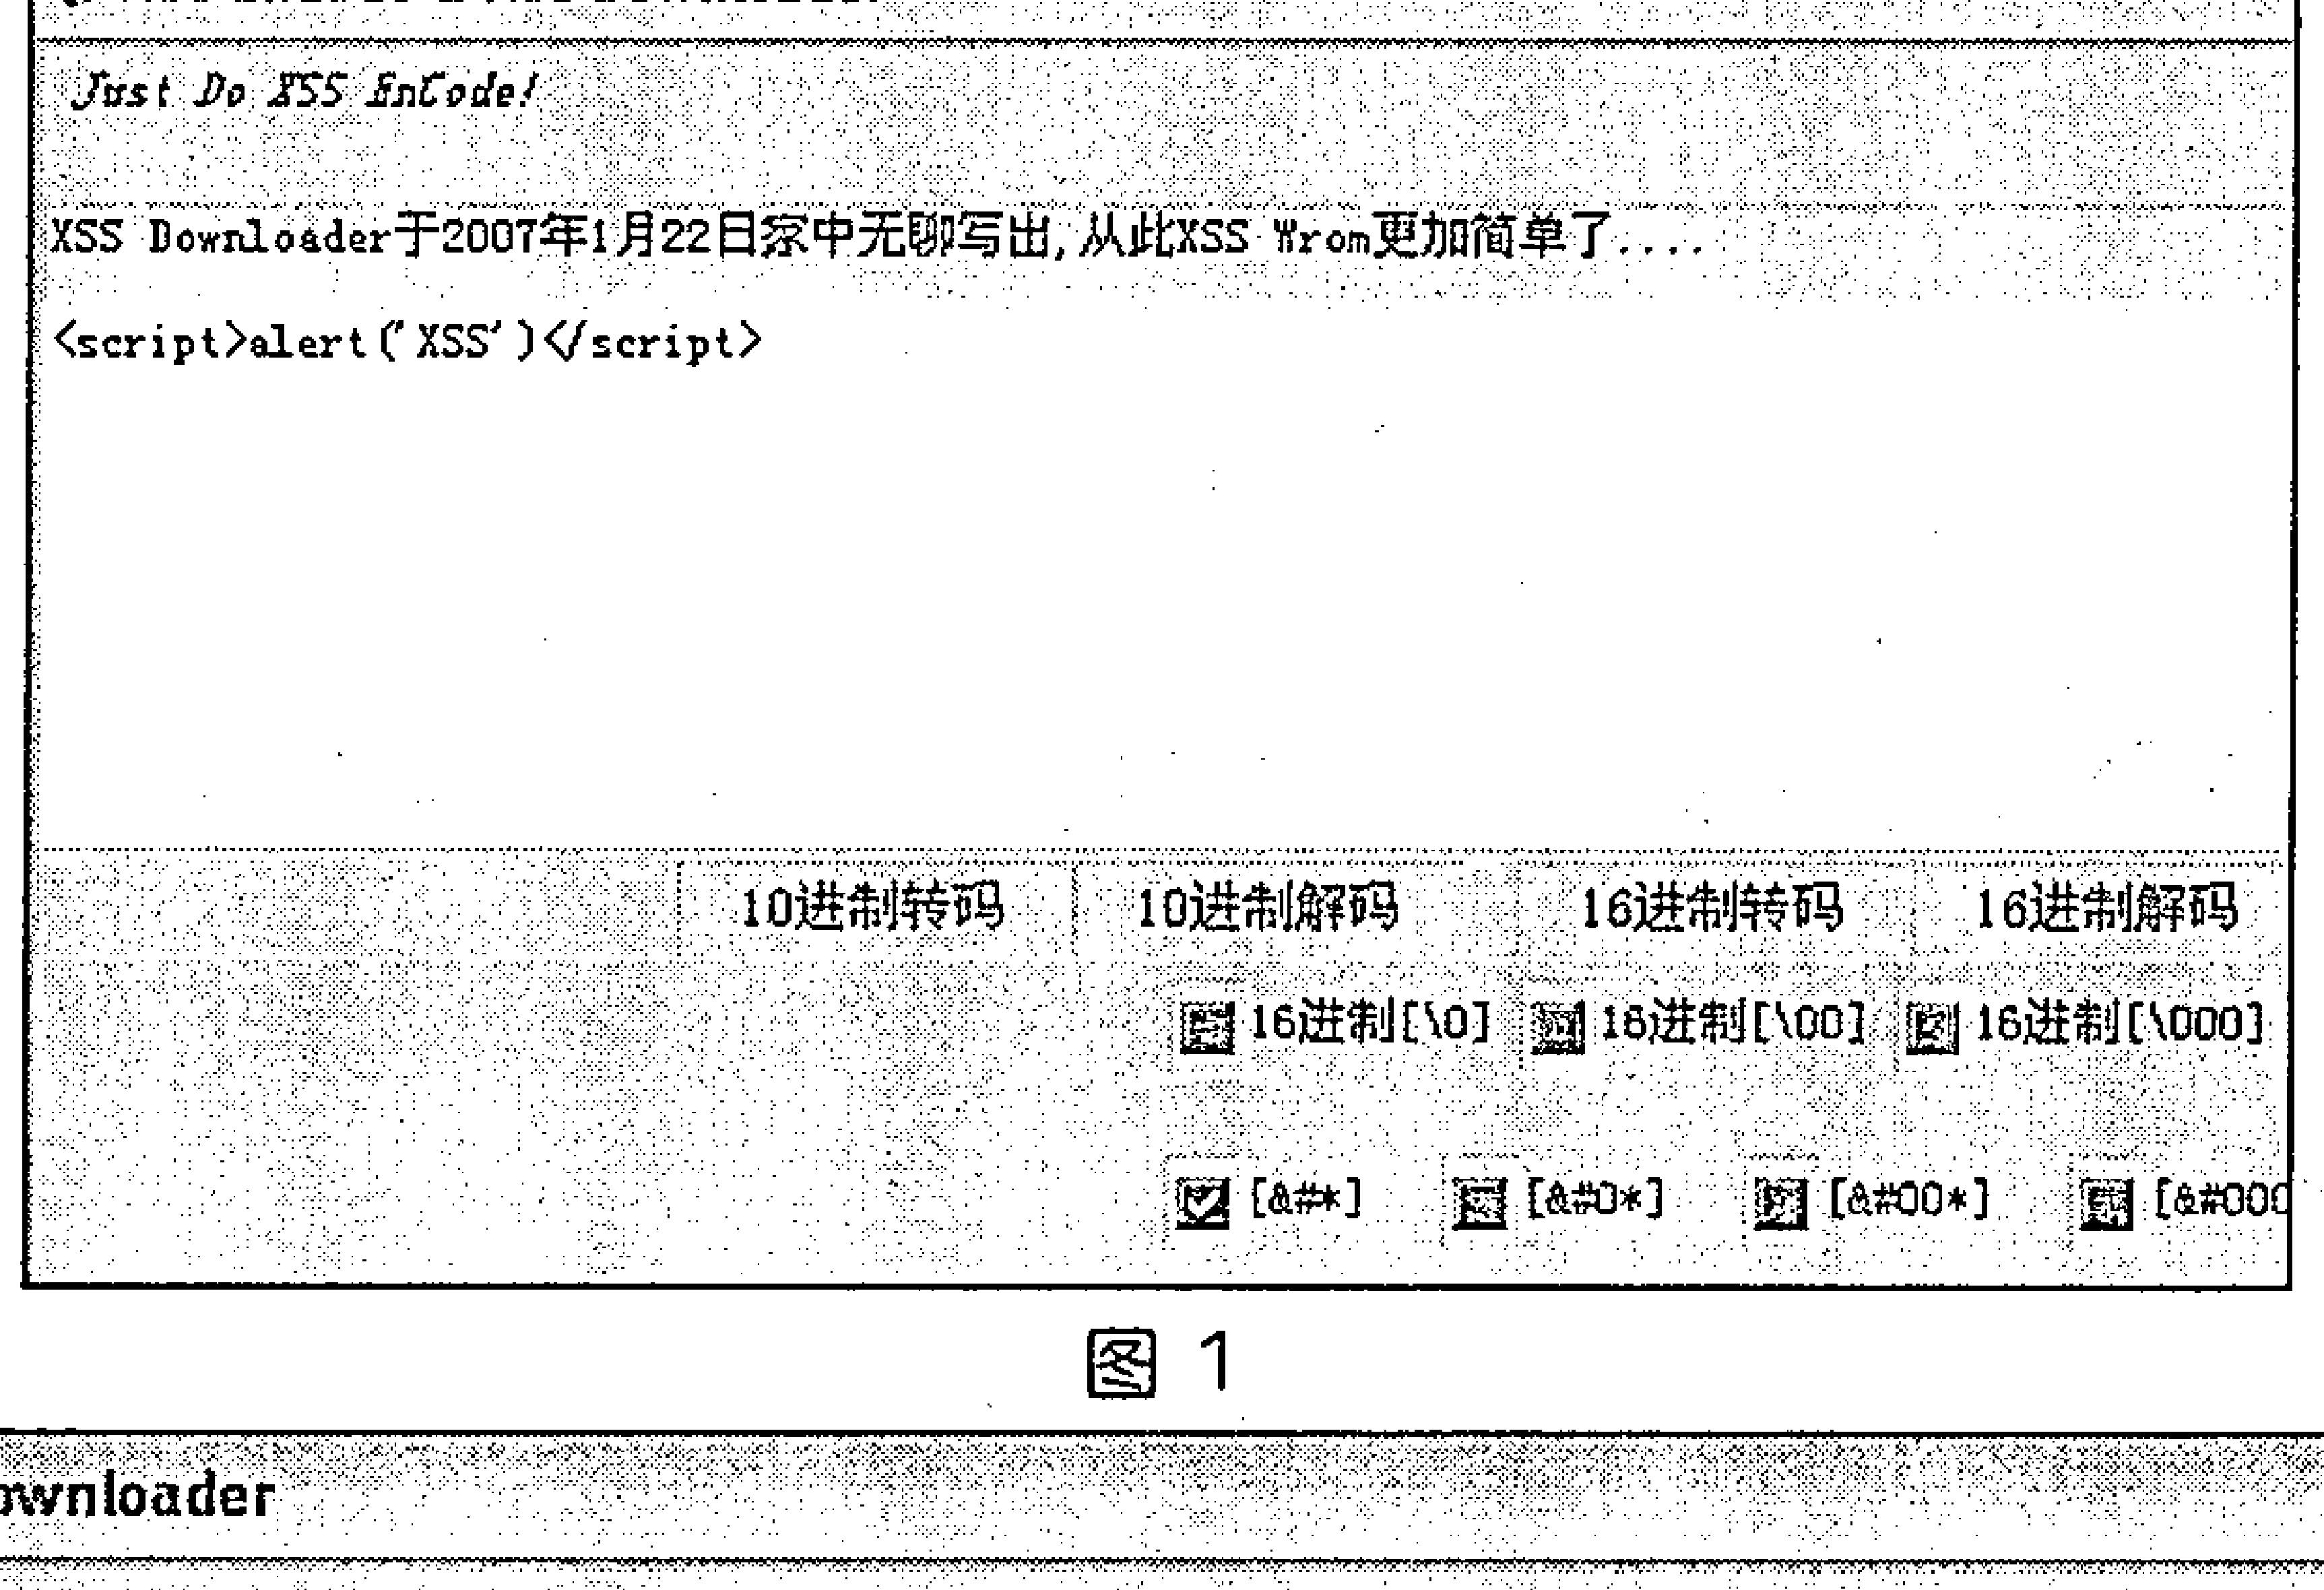 Just Do XSS EnCode!
XSS Downloader于2007年1月22日家中无聊写出,从此XSS Wrom更加简单了....
<script>alert('XSS')</script>
10进制转码 10进制解码 16进制转码 16进制解码
16进制[\0] 16进制[\00] 16进制[\000]
[&#*] [&#0*] [&#00*] [&#000
图 1
ownloader